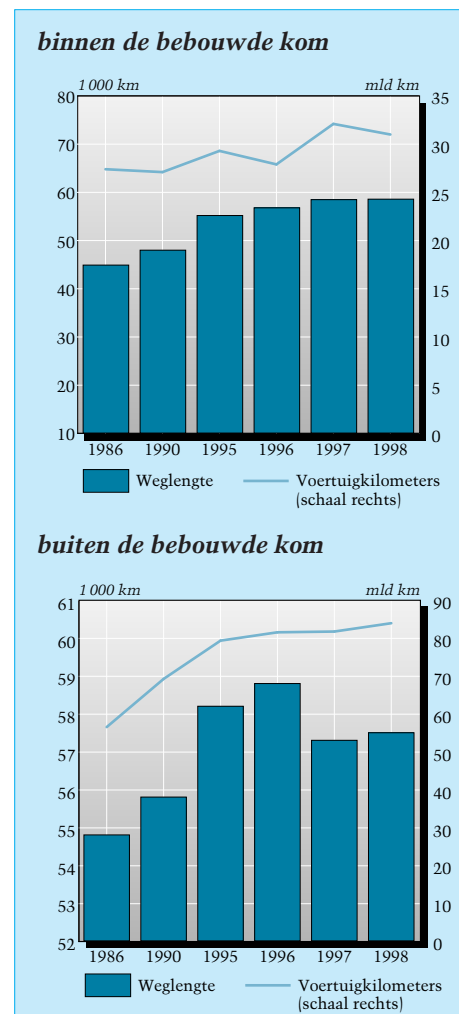 binnen de bebouwde kom
1 000 km mld km
80 35
70 30
60 25
50 20
40 15
30 10
20 5
10 0
1986 1990 1995 1996 1997 1998
Weglengte Voertuigkilometers
(schaal rechts)
buiten de bebouwde kom
1 000 km mld km
61 90
60 80
59 70
58 60
57 50
56 40
55 30
54 20
53 10
52 0
1986 1990 1995 1996 1997 1998
Weglengte Voertuigkilometers
(schaal rechts)